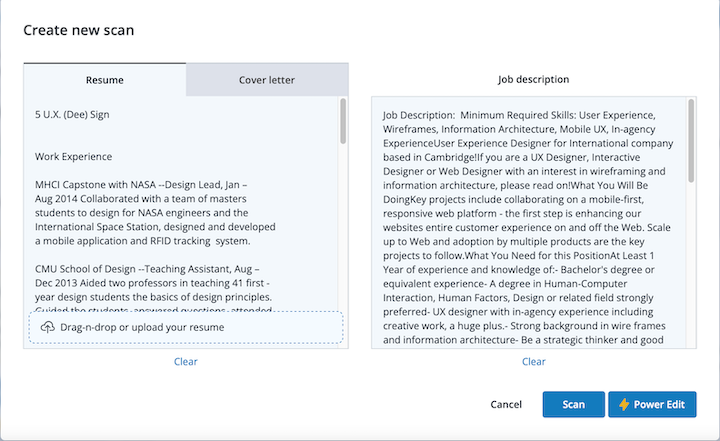 Create new scan
Resume
Cover letter
5 U.X. (Dee) Sign
Work Experience
MHCI Capstone with NASA --Design Lead, Jan –
Aug 2014 Collaborated with a team of masters
students to design for NASA engineers and the
International Space Station, designed and developed
a mobile application and RFID tracking  system.
CMU School of Design --Teaching Assistant, Aug –
Dec 2013 Aided two professors in teaching 41 first -
year design students the basics of design principles.
Guided the students, answered questions, attended
Drag-n-drop or upload your resume
Clear
Job description
Job Description:  Minimum Required Skills: User Experience,
Wireframes, Information Architecture, Mobile UX, In-agency
ExperienceUser Experience Designer for International company
based in Cambridge!If you are a UX Designer, Interactive
Designer or Web Designer with an interest in wireframing and
information architecture, please read on!What You Will Be
DoingKey projects include collaborating on a mobile-first,
responsive web platform - the first step is enhancing our
websites entire customer experience on and off the Web. Scale
up to Web and adoption by multiple products are the key
projects to follow.What You Need for this PositionAt Least 1
Year of experience and knowledge of:- Bachelor's degree or
equivalent experience- A degree in Human-Computer
Interaction, Human Factors, Design or related field strongly
preferred- UX designer with in-agency experience including
creative work, a huge plus.- Strong background in wire frames
and information architecture- Be a strategic thinker and good
Clear
Cancel
Scan
Power Edit